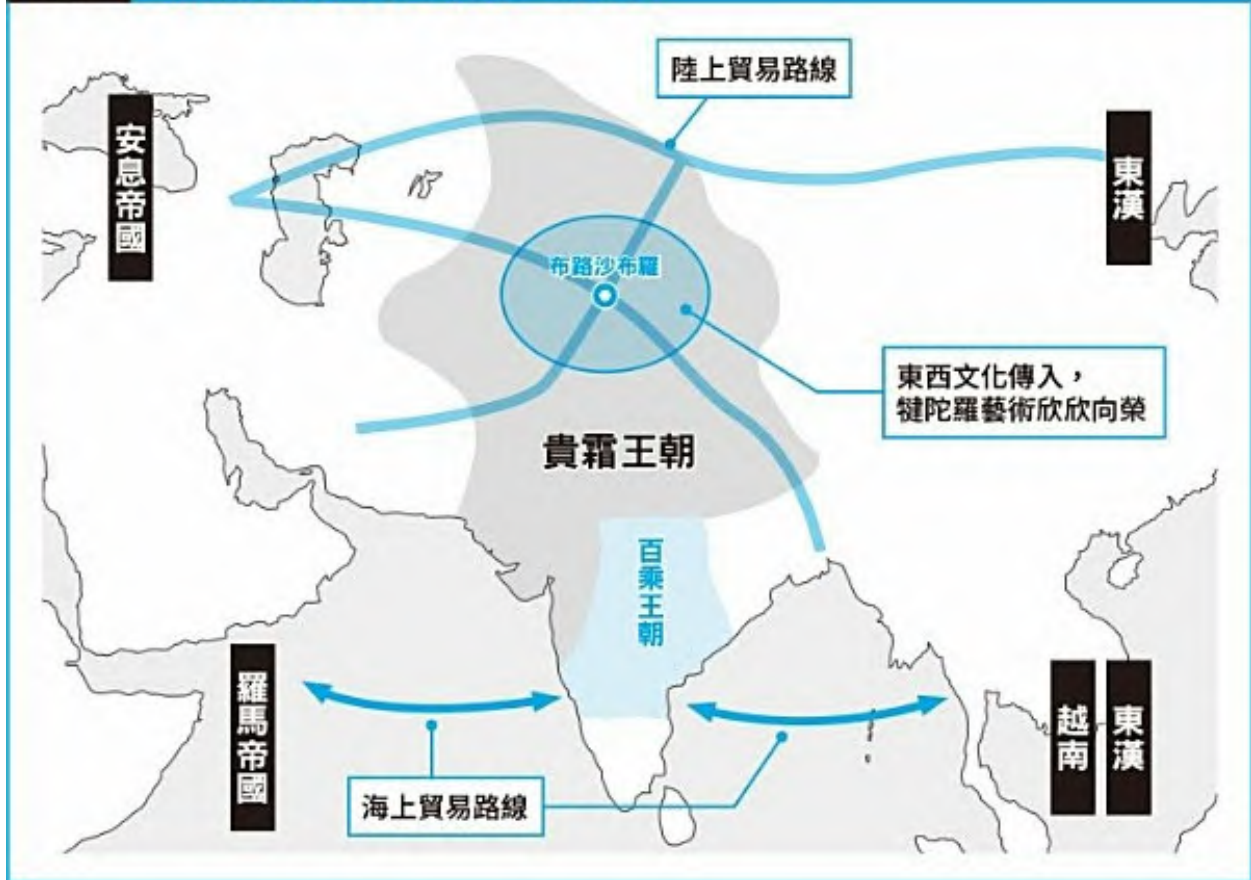 陸上貿易路線
安息帝國
東漢
布路沙布羅
東西文化傳入，
犍陀羅藝術欣欣向榮
貴霜王朝
百乘王朝
羅馬帝國
越南
東漢
海上貿易路線